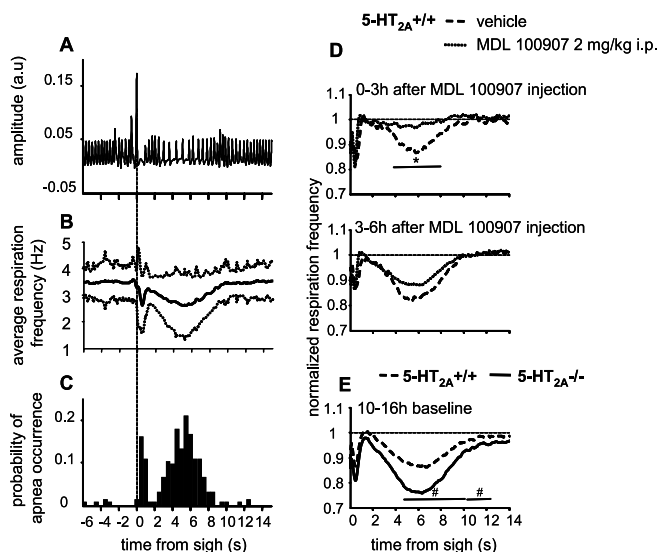 5-HT2A+/+ vehicle
MDL 100907 2 mg/kg i.p.
A
amplitude (a.u)
0.15
0.05
-0.05
B
average respiration
frequency (Hz)
5
4
3
2
1
C
probability of
apnea occurrence
0.2
0.1
0
-6 -4 -2 0 2 4 6 8 10 12 14
time from sigh (s)
D
normalized respiration frequency
0-3h after MDL 100907 injection
1.1
1
0.9
0.8
0.7
*
3-6h after MDL 100907 injection
1.1
1
0.9
0.8
0.7
5-HT2A+/+ 5-HT2A-/-
E
10-16h baseline
1.1
1
0.9
0.8
0.7
# #
0 2 4 6 8 10 12 14
time from sigh (s)